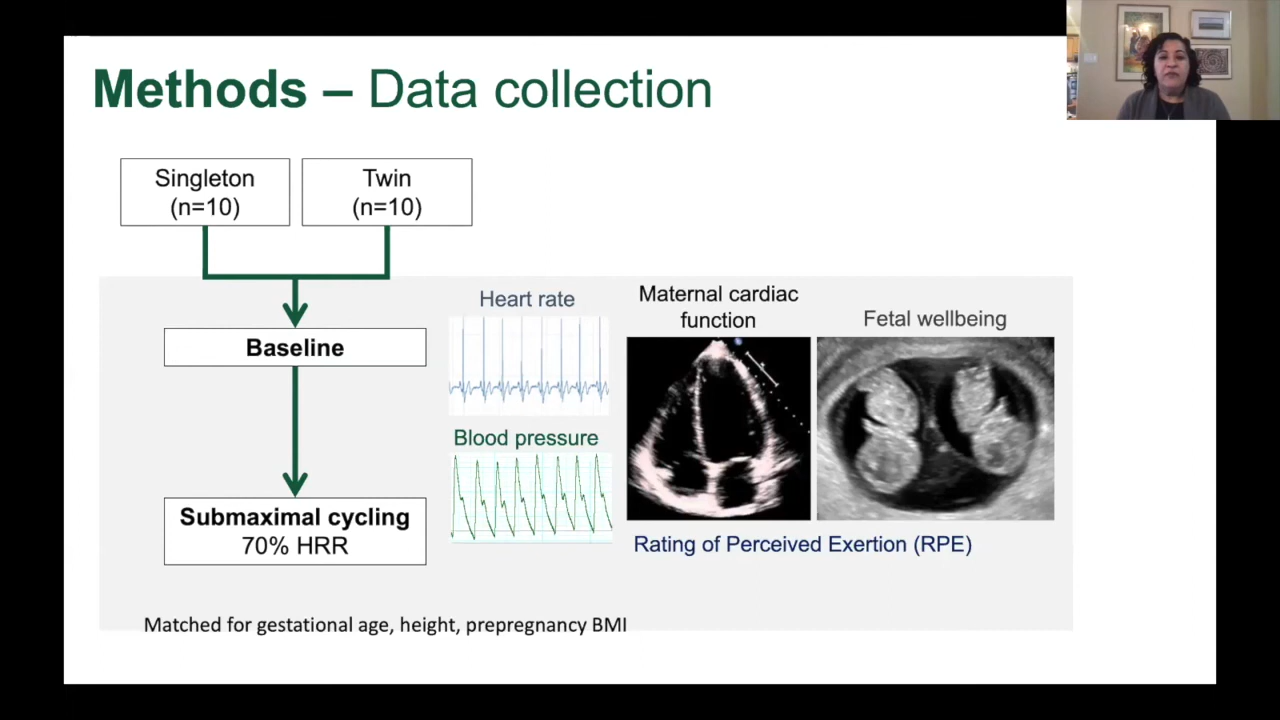 Methods – Data collection
Singleton
(n=10)
Twin
(n=10)
Baseline
Submaximal cycling
70% HRR
Heart rate
Blood pressure
Maternal cardiac
function
Fetal wellbeing
Rating of Perceived Exertion (RPE)
Matched for gestational age, height, prepregnancy BMI